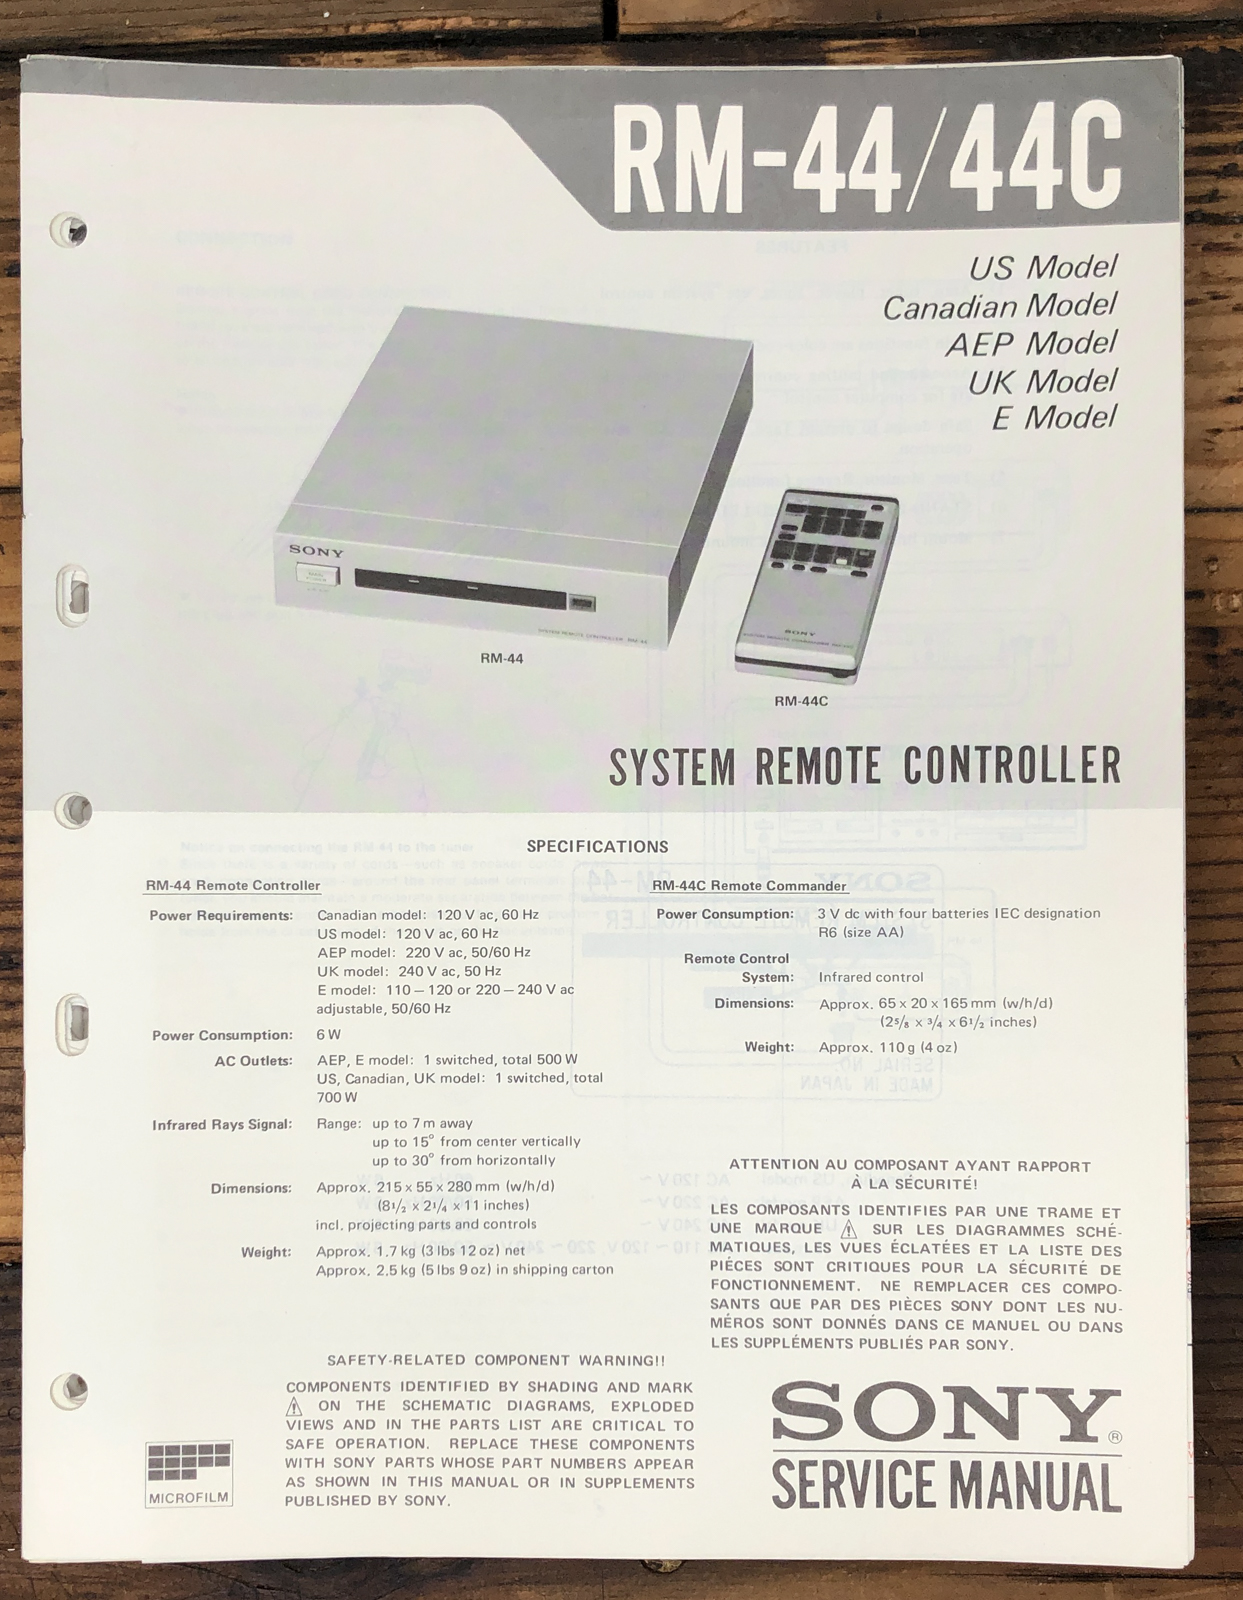 RM-44/44C
US Model
Canadian Model
AEP Model
UK Model
E Model
SONY
RM-44
SONY
RM-44C
SYSTEM REMOTE CONTROLLER
SPECIFICATIONS
RM-44 Remote Controller
Power Requirements: Canadian model: 120 V ac, 60 Hz
US model: 120 V ac, 60 Hz
AEP model: 220 V ac, 50/60 Hz
UK model: 240 V ac, 50 Hz
E model: 110 – 120 or 220 – 240 V ac
adjustable, 50/60 Hz
Power Consumption: 6 W
AC Outlets: AEP, E model: 1 switched, total 500 W
US, Canadian, UK model: 1 switched, total
700 W
Infrared Rays Signal: Range: up to 7 m away
up to 15° from center vertically
up to 30° from horizontally
Dimensions: Approx. 215 x 55 x 280 mm (w/h/d)
(8 1/2 x 2 1/4 x 11 inches)
incl. projecting parts and controls
Weight: Approx. 1.7 kg (3 lbs 12 oz) net
Approx. 2.5 kg (5 lbs 9 oz) in shipping carton
RM-44C Remote Commander
Power Consumption: 3 V dc with four batteries IEC designation
R6 (size AA)
Remote Control
System: Infrared control
Dimensions: Approx. 65 x 20 x 165 mm (w/h/d)
(2 5/8 x 3/4 x 6 1/2 inches)
Weight: Approx. 110 g (4 oz)
ATTENTION AU COMPOSANT AYANT RAPPORT
À LA SÉCURITÉ!
LES COMPOSANTS IDENTIFIES PAR UNE TRAME ET
UNE MARQUE ⚠ SUR LES DIAGRAMMES SCHÉ-
MATIQUES, LES VUES ÉCLATÉES ET LA LISTE DES
PIÉCES SONT CRITIQUES POUR LA SÉCURITÉ DE
FONCTIONNEMENT. NE REMPLACER CES COMPO-
SANTS QUE PAR DES PIÈCES SONY DONT LES NU-
MÉROS SONT DONNÉS DANS CE MANUEL OU DANS
LES SUPPLÉMENTS PUBLIÉS PAR SONY.
SAFETY-RELATED COMPONENT WARNING!!
COMPONENTS IDENTIFIED BY SHADING AND MARK
⚠ ON THE SCHEMATIC DIAGRAMS, EXPLODED
VIEWS AND IN THE PARTS LIST ARE CRITICAL TO
SAFE OPERATION. REPLACE THESE COMPONENTS
WITH SONY PARTS WHOSE PART NUMBERS APPEAR
AS SHOWN IN THIS MANUAL OR IN SUPPLEMENTS
PUBLISHED BY SONY.
MICROFILM
SONY®
SERVICE MANUAL